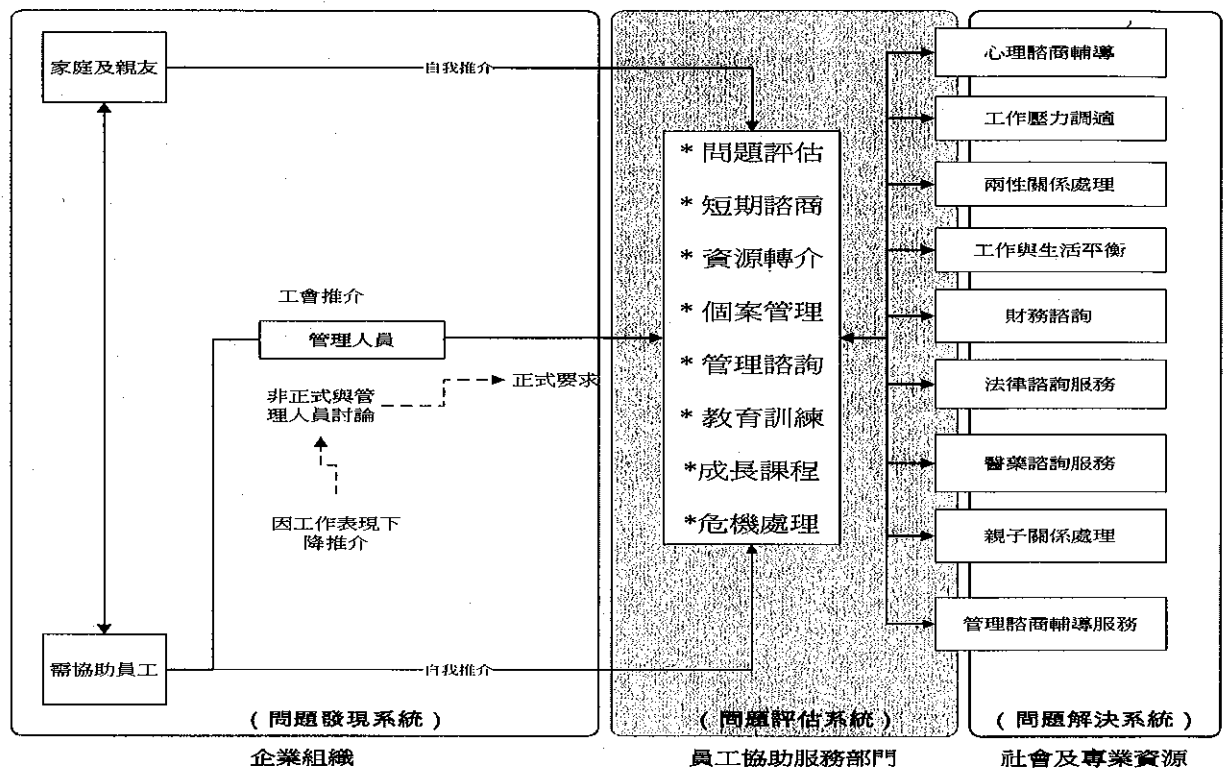 家庭及親友
自我推介
工會推介
管理人員
正式要求
非正式與管
理人員討論
因工作表現下
降推介
需協助員工
自我推介
(問題發現系統)
企業組織
*問題評估
*短期諮商
*資源轉介
*個案管理
*管理諮詢
*教育訓練
*成長課程
*危機處理
(問題評估系統)
員工協助服務部門
心理諮商輔導
工作壓力調適
兩性關係處理
工作與生活平衡
財務諮詢
法律諮詢服務
醫藥諮詢服務
親子關係處理
管理諮商輔導服務
(問題解決系統)
社會及專業資源